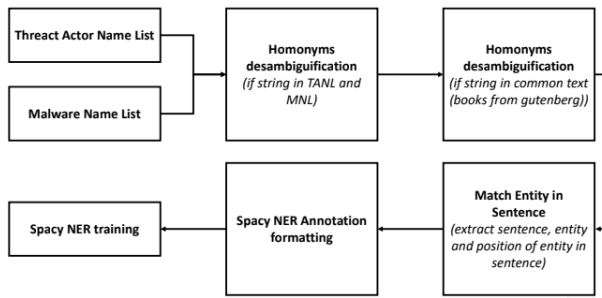 Threact Actor Name List
Malware Name List
Homonyms
desambiguification
(if string in TANL and
MNL)
Homonyms
desambiguification
(if string in common text
(books from gutenberg))
Match Entity in
Sentence
(extract sentence, entity
and position of entity in
sentence)
Spacy NER Annotation
formatting
Spacy NER training